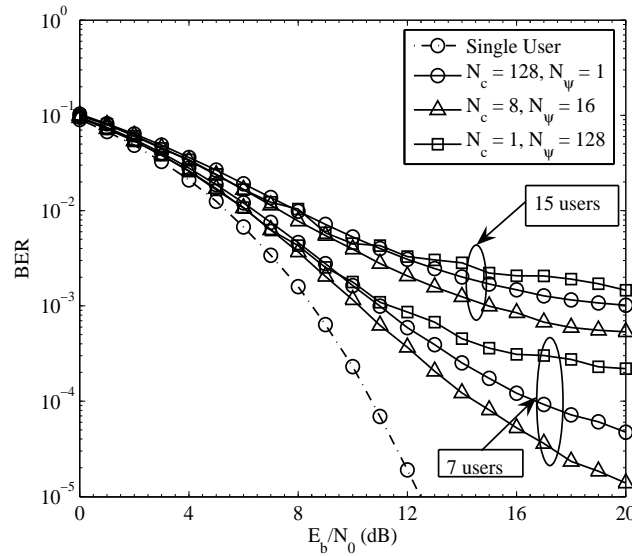 Single User
N_c = 128, N_ψ = 1
N_c = 8, N_ψ = 16
N_c = 1, N_ψ = 128
15 users
7 users
BER
10^-1
10^0
10^-1
10^-2
10^-3
10^-4
10^-5
0
4
8
12
16
20
E_b/N_0 (dB)